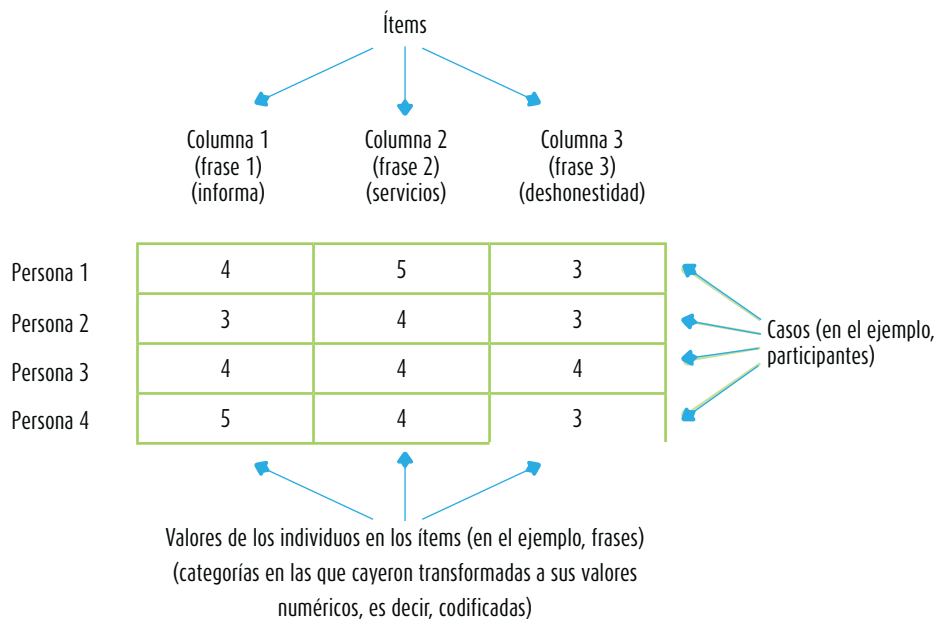 Ítems
Columna 1
(frase 1)
(informa)
Columna 2
(frase 2)
(servicios)
Columna 3
(frase 3)
(deshonestidad)
Persona 1 4 5 3
Persona 2 3 4 3
Persona 3 4 4 4
Persona 4 5 4 3
Casos (en el ejemplo,
participantes)
Valores de los individuos en los ítems (en el ejemplo, frases)
(categorías en las que cayeron transformadas a sus valores
numéricos, es decir, codificadas)